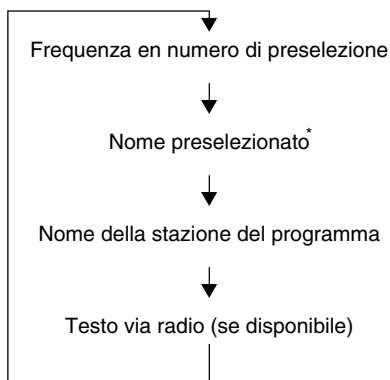 Frequenza en numero di preselezione
Nome preselezionato*
Nome della stazione del programma
Testo via radio (se disponibile)